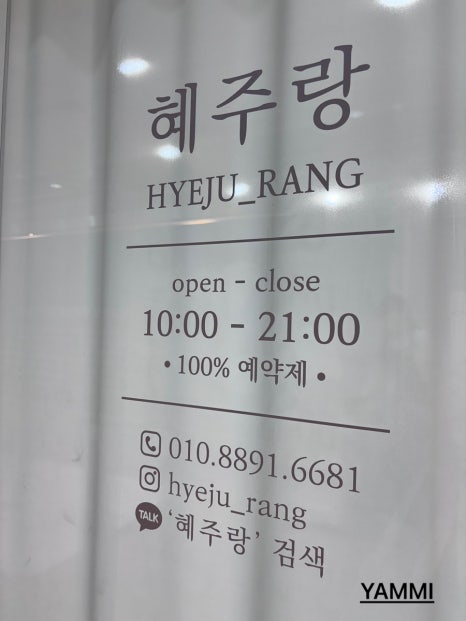 혜주랑
HYEJU_RANG
open - close
10:00 - 21:00
• 100% 예약제 •
010.8891.6681
hyeju_rang
TALK '혜주랑' 검색
YAMMI